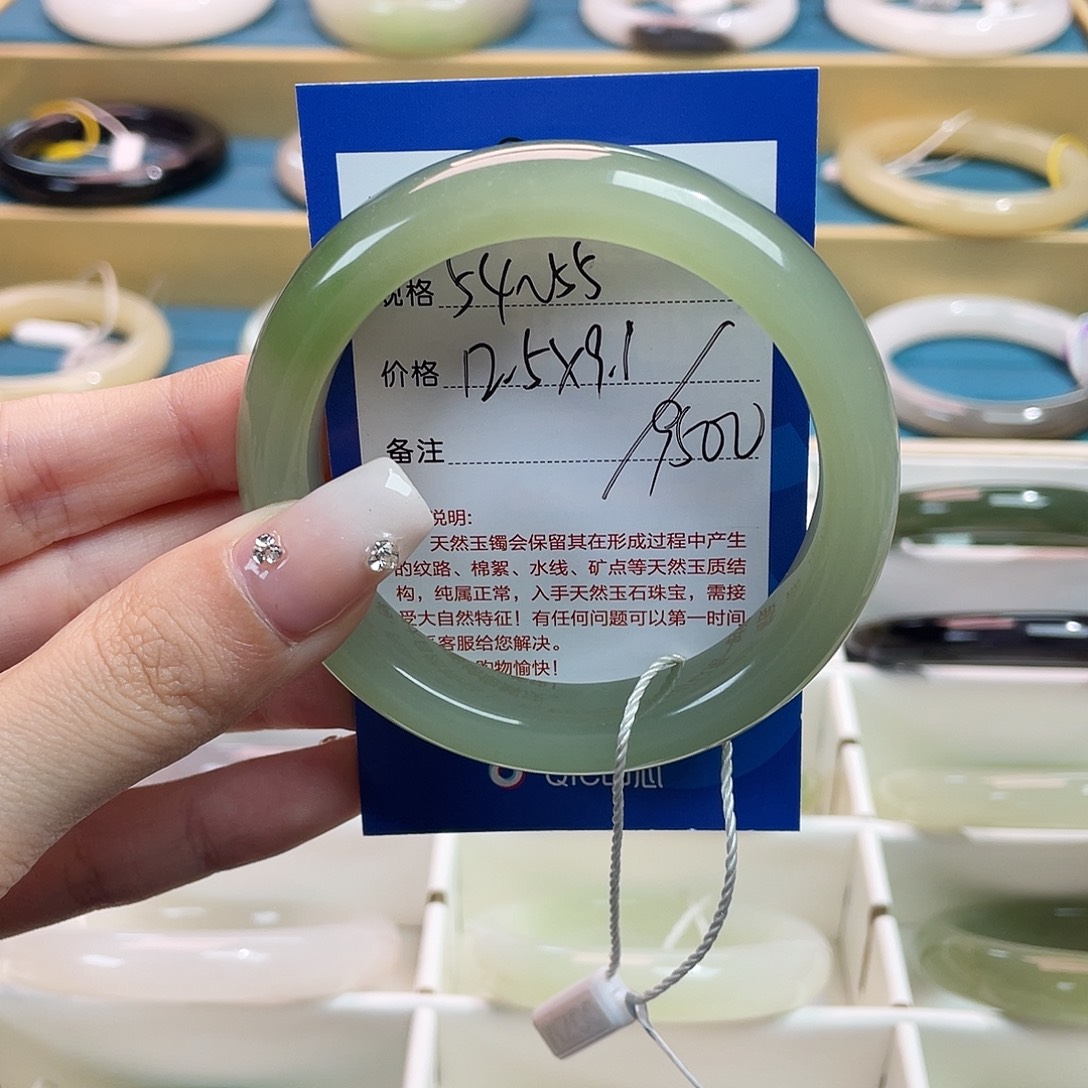 规格 54~55
价格 12.5×9.1
备注 /9500
说明:
天然玉镯会保留其在形成过程中产生
的纹路、棉絮、水线、矿点等天然玉质结
构，纯属正常，入手天然玉石珠宝，需接
受大自然特征！有任何问题可以第一时间
客服给您解决。
购物愉快！